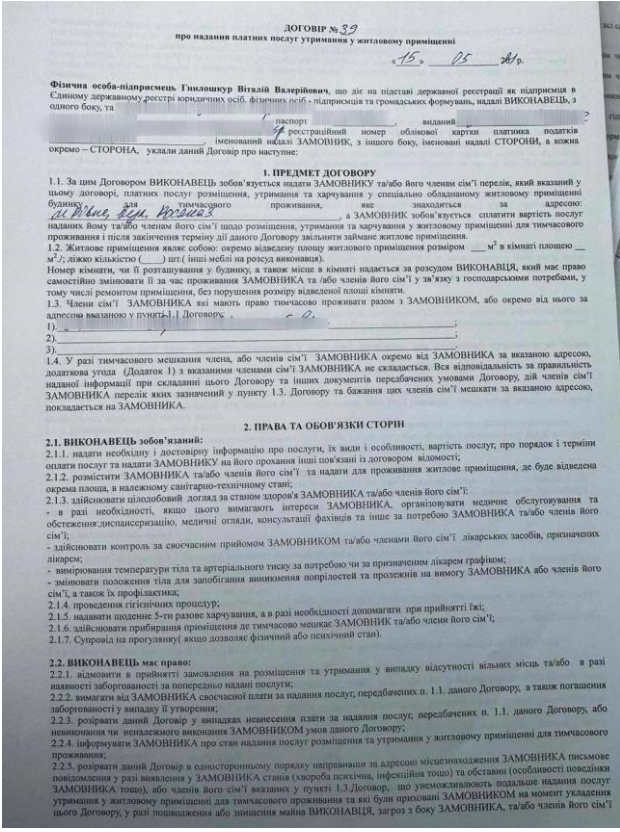 ДОГОВІР № 39
про надання платних послуг утримання у житловому приміщенні
«15» 05 21р.
Фізична особа-підприємець Гнилошкур Віталій Валерійович, що діє на підставі державної реєстрації як підприємця в
Єдиному державному реєстрі юридичних осіб, фізичних осіб - підприємців та громадських формувань, надалі ВИКОНАВЕЦЬ, з
одного боку, та
паспорт , виданий
реєстраційний номер облікової картки платника податків
, іменований надалі ЗАМОВНИК, з іншого боку, іменовані надалі СТОРОНИ, а кожна
окремо – СТОРОНА, уклали даний Договір про наступне:
1. ПРЕДМЕТ ДОГОВОРУ
1.1. За цим Договором ВИКОНАВЕЦЬ зобов'язується надати ЗАМОВНИКУ та/або його членам сім'ї перелік, який указаний у
цьому договорі, платних послуг розміщення, утримання та харчування у спеціально обладнаному житловому приміщенні
будинку для тимчасового проживання, яке знаходиться за адресою:
м Рівне, , а ЗАМОВНИК зобов'язується сплатити вартість послуг
наданих йому та/або членам його сім'ї щодо розміщення, утримання та харчування у житловому приміщенні для тимчасового
проживання і після закінчення терміну дії даного Договору звільнити займане житлове приміщення.
1.2. Житлове приміщення являє собою: окремо відведену площу житлового приміщення розміром ___ м² в кімнаті площею __
м²./; ліжко кількістю (____) шт.( інші меблі на розсуд виконавця).
Номер кімнати, чи її розташування у будинку, а також місце в кімнаті надається за розсудом ВИКОНАВЦЯ, який має право
самостійно змінювати її за час проживання ЗАМОВНИКА та /або членів його сім'ї у зв'язку з господарськими потребами, у
тому числі ремонтом приміщення, без порушення розміру відведеної площі кімнати.
1.3. Члени сім'ї ЗАМОВНИКА які мають право тимчасово проживати разом з ЗАМОВНИКОМ, або окремо від нього за
адресою вказаною у пункті 1.1 Договору:
1).
2).
3).
1.4. У разі тимчасового мешкання члена, або членів сім'ї ЗАМОВНИКА окремо від ЗАМОВНИКА за вказаною адресою,
додаткова угода (Додаток 1) з вказаними членами сім'ї ЗАМОВНИКА не складається. Вся відповідальність за правильність
наданої інформації при складанні цього Договору та інших документів передбачених умовами Договору, дій членів сім'ї
ЗАМОВНИКА перелік яких зазначений у пункту 1.3. Договору та бажання цих членів сім'ї мешкати за вказаною адресою,
покладається на ЗАМОВНИКА.
2. ПРАВА ТА ОБОВ'ЯЗКИ СТОРІН
2.1. ВИКОНАВЕЦЬ зобов'язаний:
2.1.1. надати необхідну і достовірну інформацію про послуги, їх види і особливості, вартість послуг, про порядок і терміни
оплати послуг та надати ЗАМОВНИКУ на його прохання інші пов'язані із договором відомості;
2.1.2. розмістити ЗАМОВНИКА та/або членів його сім'ї та надати для проживання житлове приміщення, де буде відведена
окрема площа, в належному санітарно-технічному стані;
2.1.3. здійснювати цілодобовий догляд за станом здоров'я ЗАМОВНИКА та/або членів його сім'ї:
- в разі необхідності, якщо цього вимагають інтереси ЗАМОВНИКА, організовувати медичне обслуговування та
обстеження:диспансеризацію, медичні огляди, консультації фахівців та інше за потребою ЗАМОВНИКА та/або членів його
сім'ї;
- здійснювати контроль за своєчасним прийомом ЗАМОВНИКОМ та/або членами його сім'ї лікарських засобів, призначених
лікарем;
- вимірювання температури тіла та артеріального тиску за потребою чи за призначеним лікарем графіком;
- змінювати положення тіла для запобігання виникнення попрілостей та пролежнів на вимогу ЗАМОВНИКА або членів його
сім'ї, а також їх профілактика;
2.1.4. проведення гігієнічних процедур;
2.1.5. надавати щоденне 5-ти разове харчування, а в разі необхідності допомагати при прийнятті їжі;
2.1.6. здійснювати прибирання приміщення де тимчасово мешкає ЗАМОВНИК та/або члени його сім'ї;
2.1.7. Супровід на прогулянку( якщо дозволяє фізичний або психічний стан).
2.2. ВИКОНАВЕЦЬ має право:
2.2.1. відмовити в прийнятті замовлення на розміщення та утримання у випадку відсутності вільних місць та/або в разі
наявності заборгованості за попередньо надані послуги;
2.2.2. вимагати від ЗАМОВНИКА своєчасної плати за надання послуг, передбачених п. 1.1. даного Договору, а також погашення
заборгованості у випадку її утворення;
2.2.3. розірвати даний Договір у випадках невнесення плати за надання послуг, передбачених п. 1.1. даного Договору, або
невиконання чи неналежного виконання ЗАМОВНИКОМ умов даного Договору;
2.2.4. інформувати ЗАМОВНИКА про стан надання послуг розміщення та утримання у житловому приміщенні для тимчасового
проживання;
2.2.5. розірвати даний Договір в односторонньому порядку направивши за адресою місцезнаходження ЗАМОВНИКА письмове
повідомлення у разі виявлення у ЗАМОВНИКА станів (хвороба психічна, інфекційна тощо) та обставин (особливості поведінки
ЗАМОВНИКА тощо), або членів його сім'ї вказаних у пункті 1.3.Договор, що унеможливлюють подальше надання послуг
утримання у житловому приміщенні для тимчасового проживання та які були приховані ЗАМОВНИКОМ на момент укладення
цього Договору, у разі пошкодження або знищення майна ВИКОНАВЦЯ, загроз з боку ЗАМОВНИКА, та/або членів його сім'ї